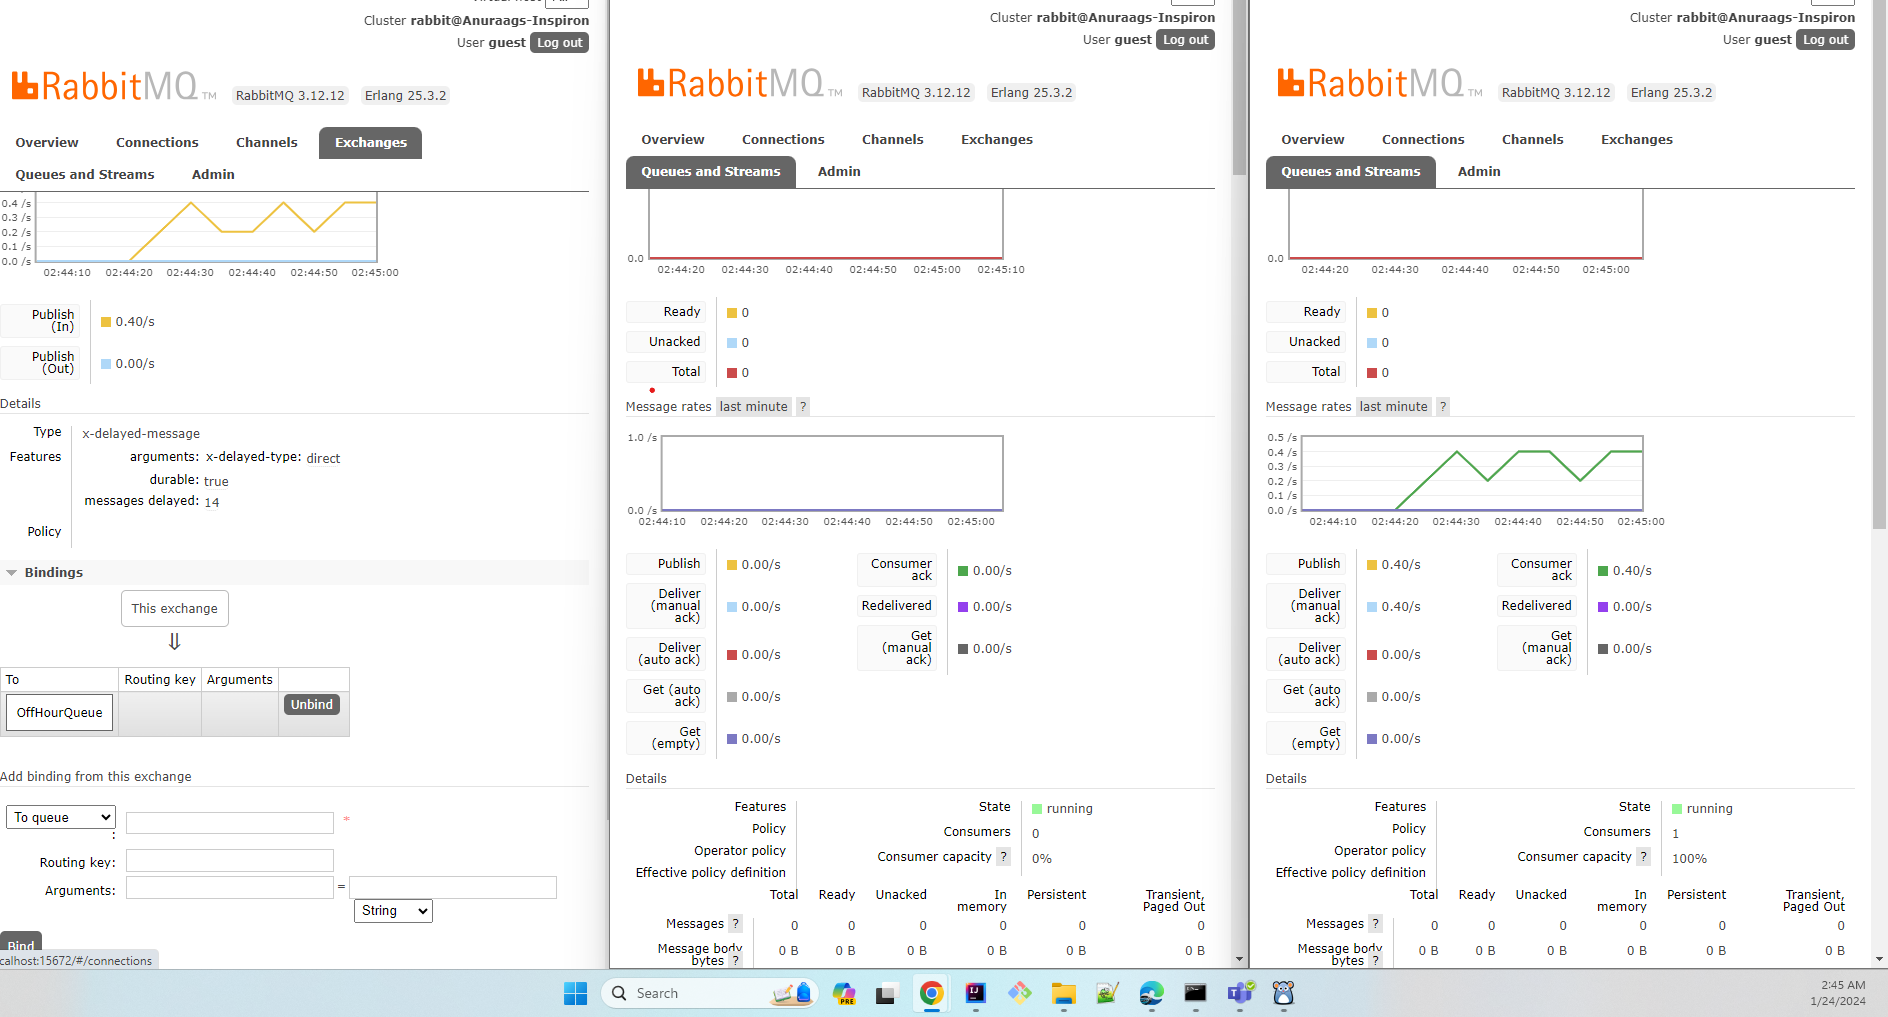 Cluster rabbit@Anuraags-Inspiron
User guest Log out
RabbitMQ TM RabbitMQ 3.12.12 Erlang 25.3.2
Overview Connections Channels Exchanges
Queues and Streams Admin
0.4 /s
0.3 /s
0.2 /s
0.1 /s
0.0 /s
02:44:10 02:44:20 02:44:30 02:44:40 02:44:50 02:45:00
Publish (In) 0.40/s
Publish (Out) 0.00/s
Details
Type x-delayed-message
Features arguments: x-delayed-type: direct
durable: true
messages delayed: 14
Policy
Bindings
This exchange
⇓
To Routing key Arguments
OffHourQueue Unbind
Add binding from this exchange
To queue : *
Routing key:
Arguments: =
String
Bind
calhost:15672/#/connections
Cluster rabbit@Anuraags-Inspiron
User guest Log out
RabbitMQ TM RabbitMQ 3.12.12 Erlang 25.3.2
Overview Connections Channels Exchanges
Queues and Streams Admin
0.0
02:44:20 02:44:30 02:44:40 02:44:50 02:45:00 02:45:10
Ready 0
Unacked 0
Total 0
Message rates last minute ?
1.0 /s
0.0 /s
02:44:10 02:44:20 02:44:30 02:44:40 02:44:50 02:45:00
Publish 0.00/s
Deliver (manual ack) 0.00/s
Deliver (auto ack) 0.00/s
Get (auto ack) 0.00/s
Get (empty) 0.00/s
Consumer ack 0.00/s
Redelivered 0.00/s
Get (manual ack) 0.00/s
Details
Features
Policy
Operator policy
Effective policy definition
State running
Consumers 0
Consumer capacity ? 0%
Total Ready Unacked In memory Persistent Transient, Paged Out
Messages ? 0 0 0 0 0 0
Message body bytes ? 0 B 0 B 0 B 0 B 0 B 0 B
Cluster rabbit@Anuraags-Inspiron
User guest Log out
RabbitMQ TM RabbitMQ 3.12.12 Erlang 25.3.2
Overview Connections Channels Exchanges
Queues and Streams Admin
0.0
02:44:20 02:44:30 02:44:40 02:44:50 02:45:00
Ready 0
Unacked 0
Total 0
Message rates last minute ?
0.5 /s
0.4 /s
0.3 /s
0.1 /s
0.0 /s
02:44:10 02:44:20 02:44:30 02:44:40 02:44:50 02:45:00
Publish 0.40/s
Deliver (manual ack) 0.40/s
Deliver (auto ack) 0.00/s
Get (auto ack) 0.00/s
Get (empty) 0.00/s
Consumer ack 0.40/s
Redelivered 0.00/s
Get (manual ack) 0.00/s
Details
Features
Policy
Operator policy
Effective policy definition
State running
Consumers 1
Consumer capacity ? 100%
Total Ready Unacked In memory Persistent Transient, Paged Out
Messages ? 0 0 0 0 0 0
Message body bytes ? 0 B 0 B 0 B 0 B 0 B 0 B
Search
PRE
IJ
2:45 AM
1/24/2024